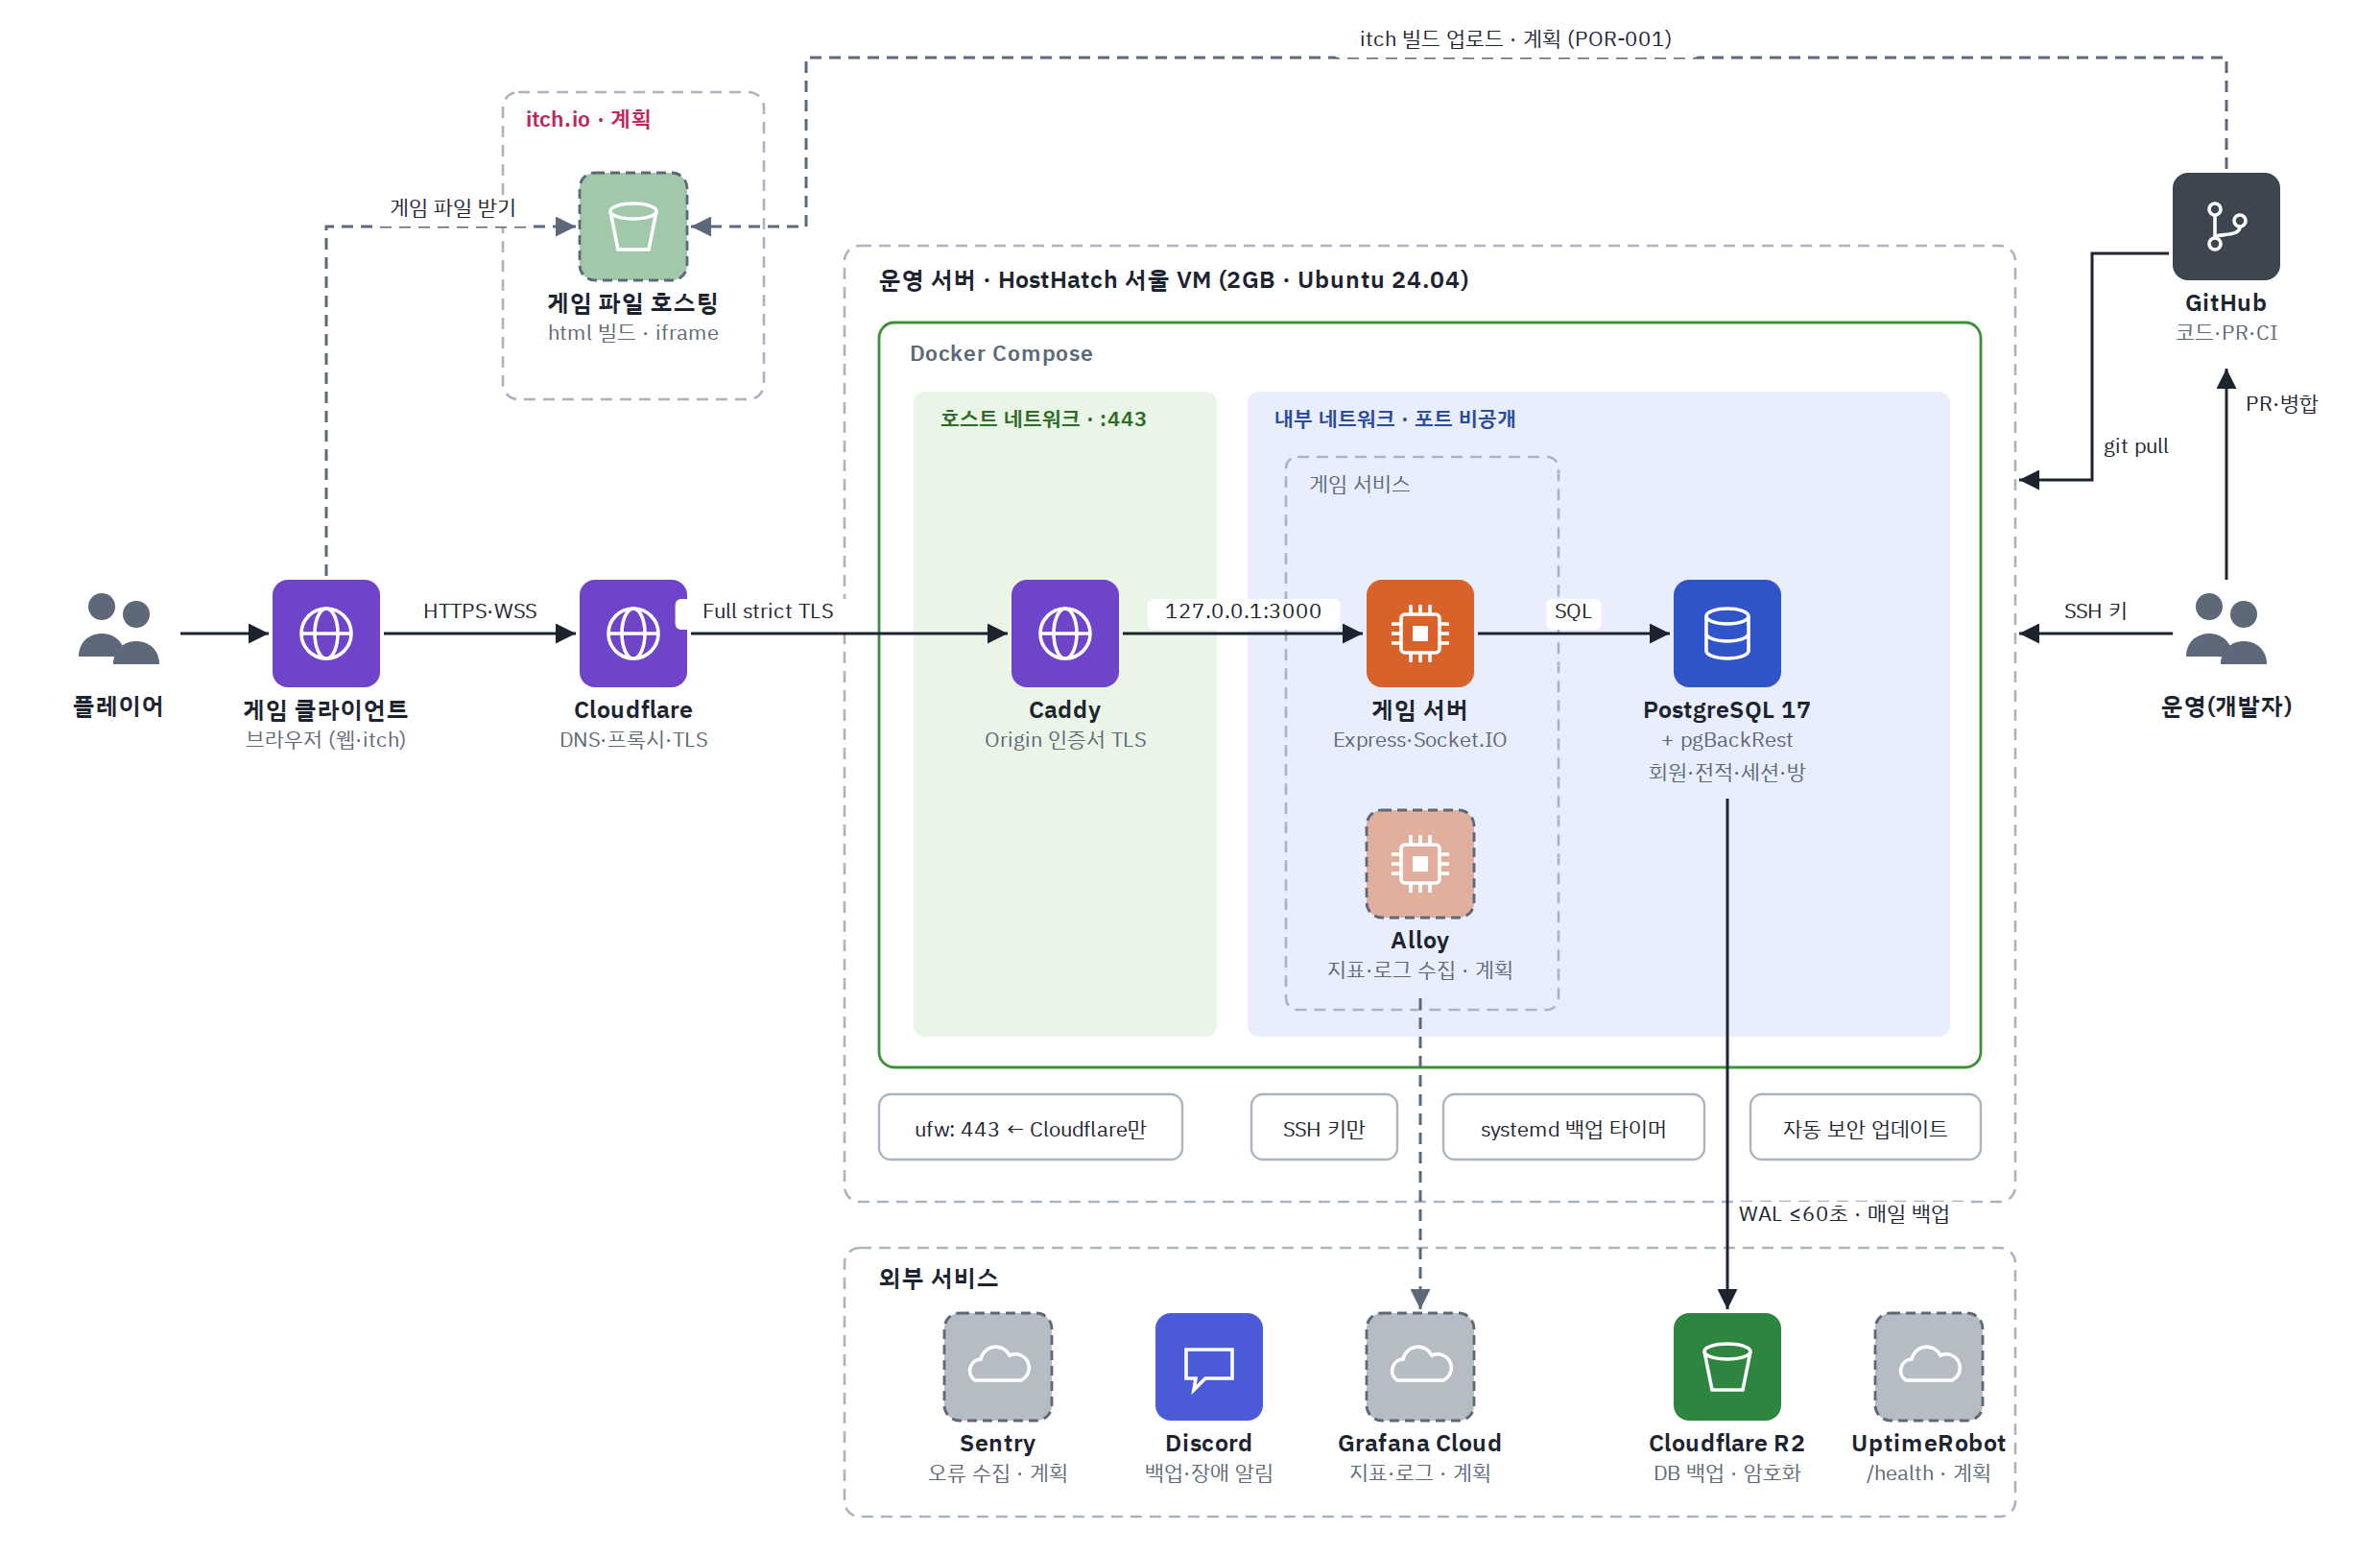 itch 빌드 업로드 · 계획 (POR-001)
itch.io · 계획
게임 파일 받기
게임 파일 호스팅
html 빌드 · iframe
운영 서버 · HostHatch 서울 VM (2GB · Ubuntu 24.04)
GitHub
코드·PR·CI
Docker Compose
PR·병합
호스트 네트워크 · :443
내부 네트워크 · 포트 비공개
git pull
게임 서비스
HTTPS·WSS
Full strict TLS
127.0.0.1:3000
SQL
SSH 키
플레이어
게임 클라이언트
브라우저 (웹·itch)
Cloudflare
DNS·프록시·TLS
Caddy
Origin 인증서 TLS
게임 서버
Express·Socket.IO
PostgreSQL 17
+ pgBackRest
회원·전적·세션·방
운영(개발자)
Alloy
지표·로그 수집 · 계획
ufw: 443 ← Cloudflare만
SSH 키만
systemd 백업 타이머
자동 보안 업데이트
WAL ≤60초 · 매일 백업
외부 서비스
Sentry
오류 수집 · 계획
Discord
백업·장애 알림
Grafana Cloud
지표·로그 · 계획
Cloudflare R2
DB 백업 · 암호화
UptimeRobot
/health · 계획